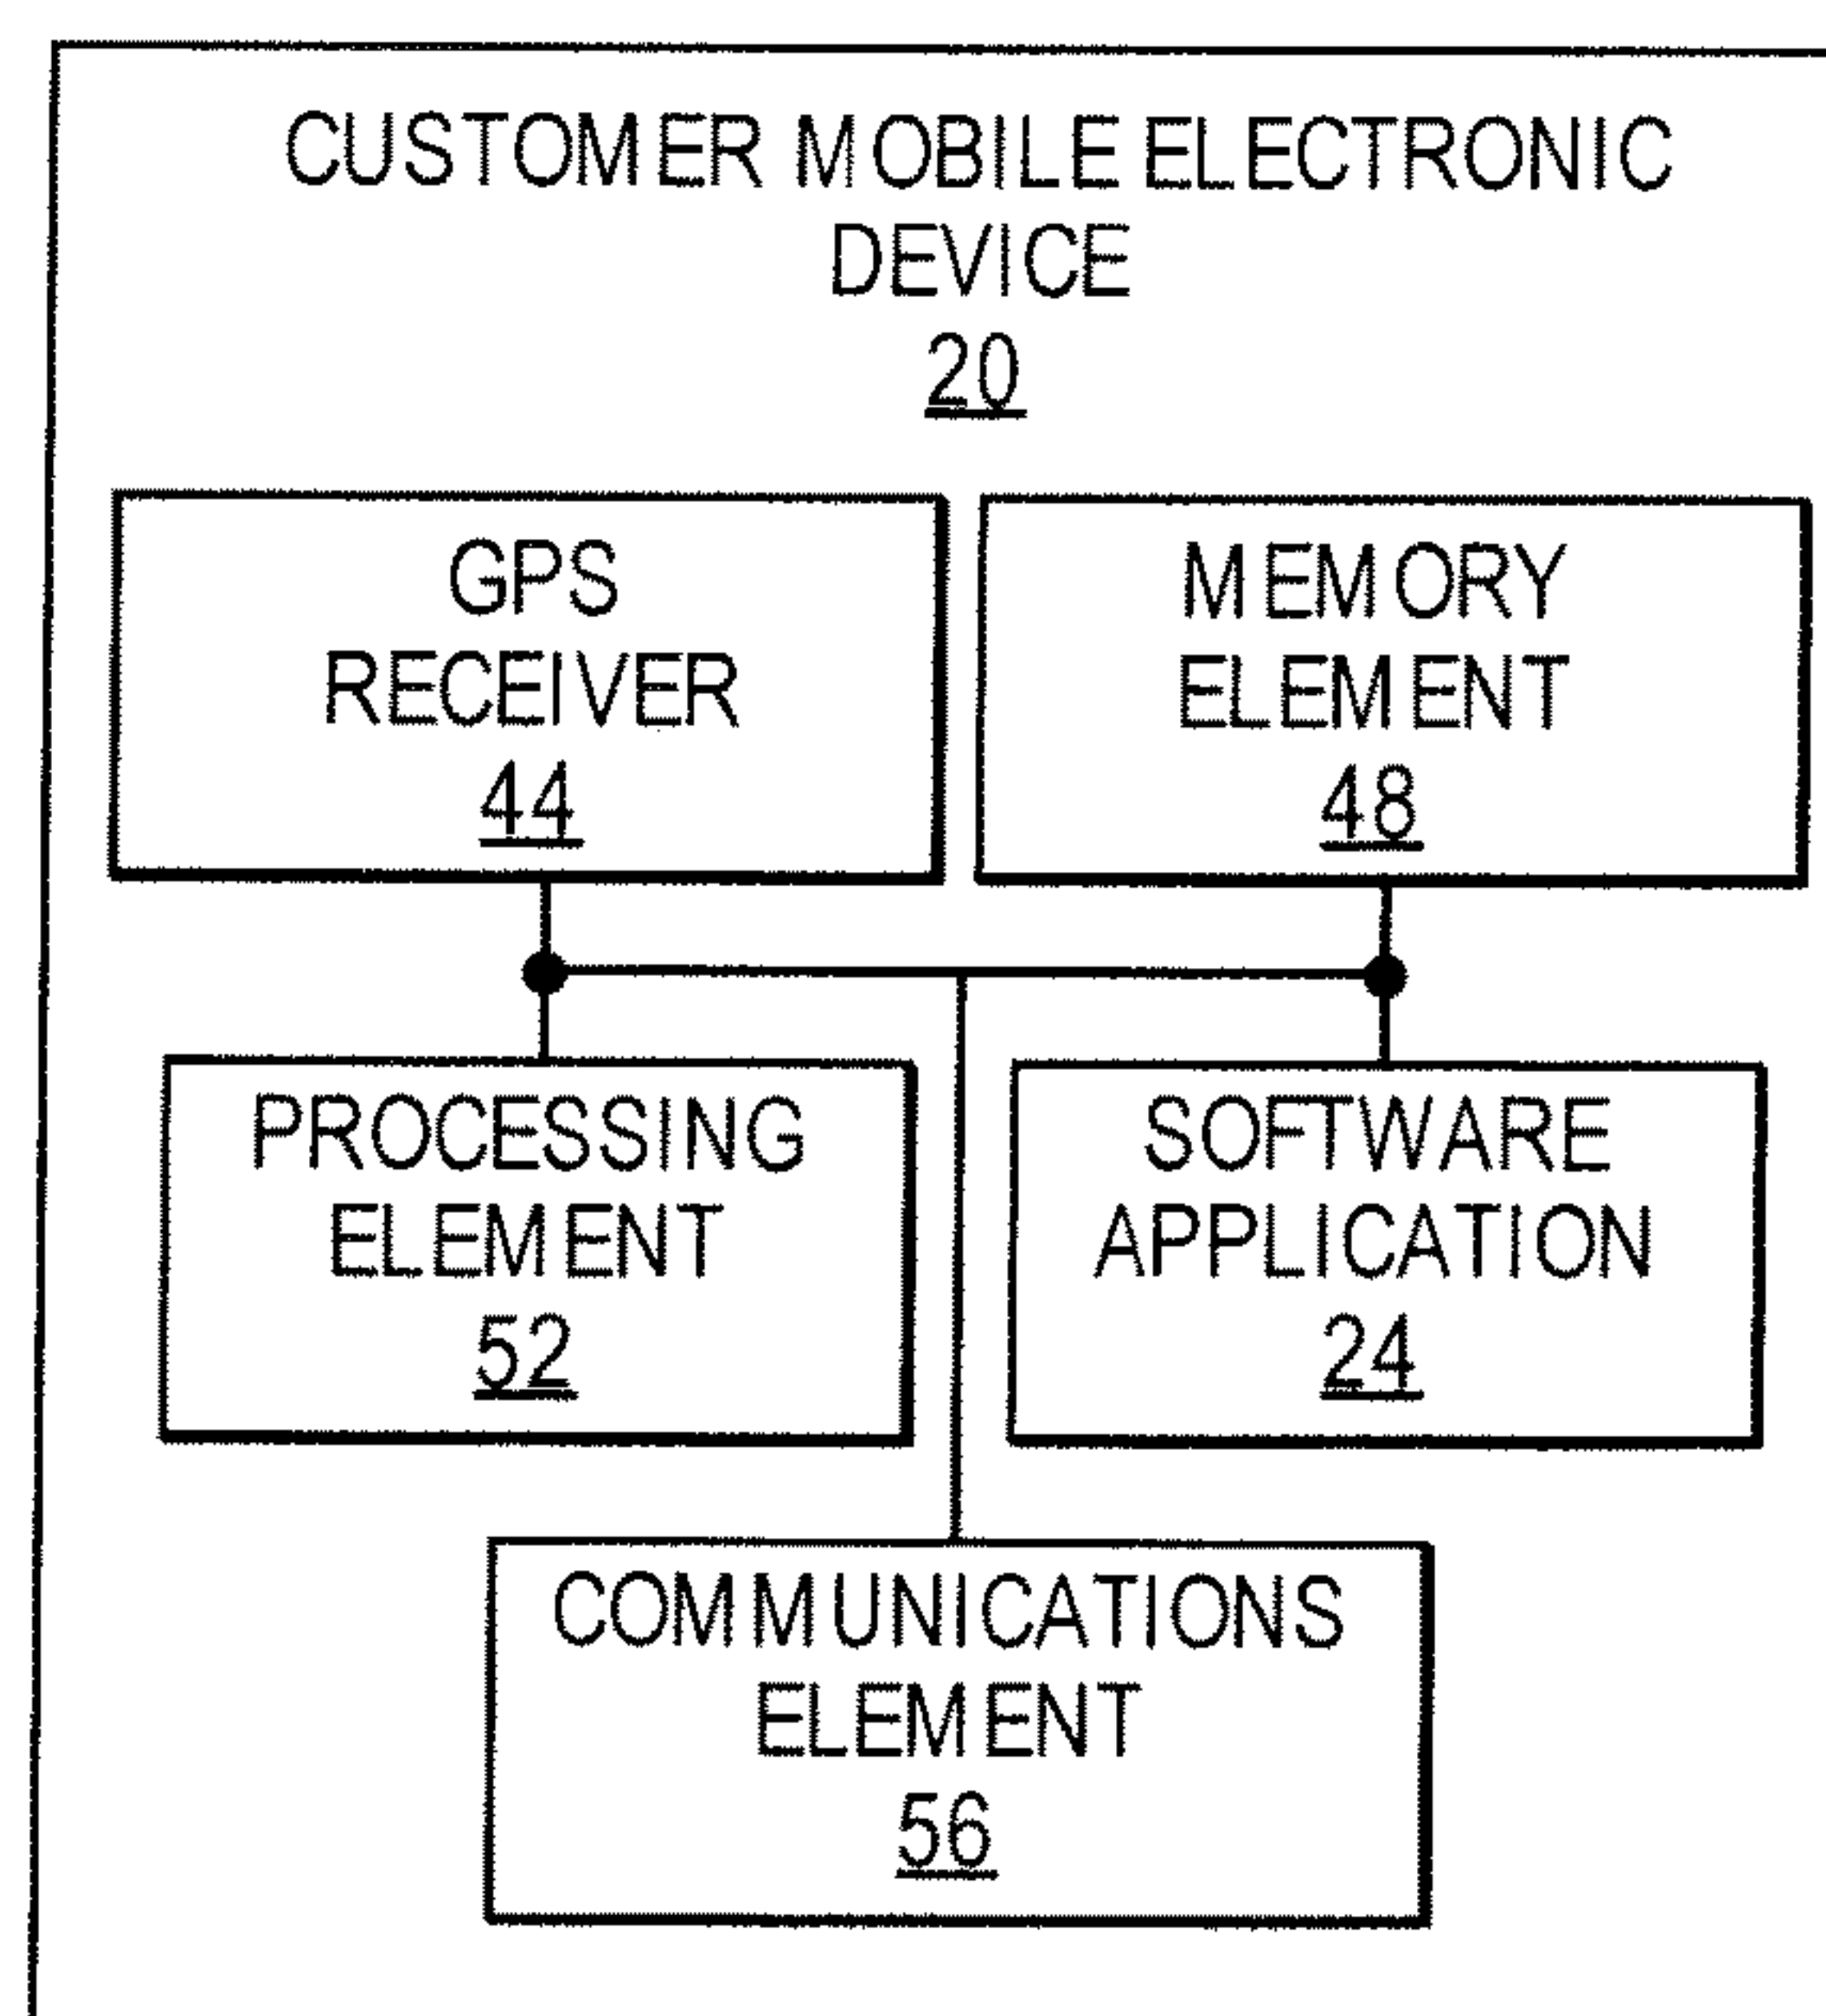 CUSTOMER MOBILE ELECTRONIC
DEVICE
20
GPS
RECEIVER
44
MEMORY
ELEMENT
48
PROCESSING
ELEMENT
52
SOFTWARE
APPLICATION
24
COMMUNICATIONS
ELEMENT
56